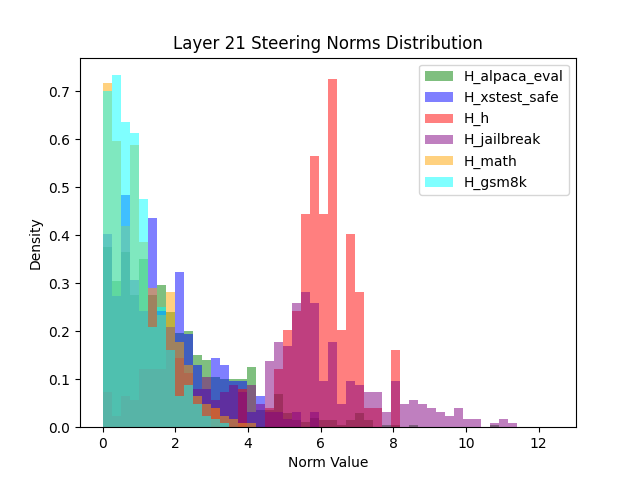 Layer 21 Steering Norms Distribution
H_alpaca_eval
H_xstest_safe
H_h
H_jailbreak
H_math
H_gsm8k
Density
0.7
0.6
0.5
0.4
0.3
0.2
0.1
0.0
0 2 4 6 8 10 12
Norm Value